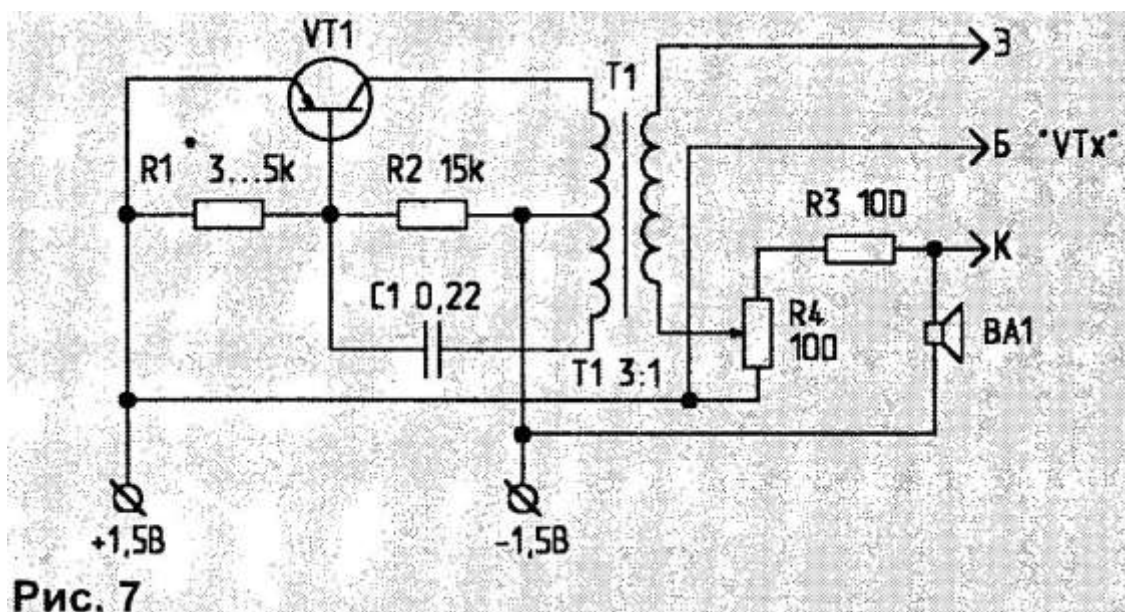 VT1
T1
З
R1* 3...5k
R2 15k
Б "VTx"
R3 100
К
C1 0,22
R4 100
BA1
T1 3:1
+1,5В
-1,5В
Рис. 7